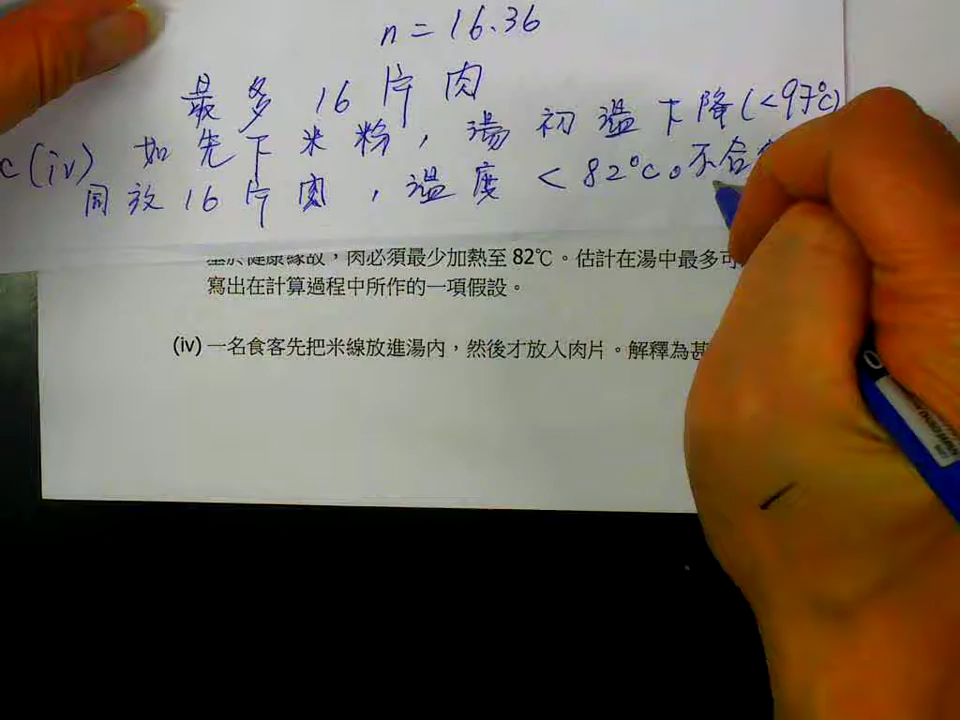 n = 16.36
最多 16 片肉
c(iv) 如先下米粉，湯初溫下降(<97℃)
同放 16 片肉，溫度 < 82℃。不合
基於健康緣故，肉必須最少加熱至 82℃。估計在湯中最多可
寫出在計算過程中所作的一項假設。
(iv) 一名食客先把米線放進湯內，然後才放入肉片。解釋為甚